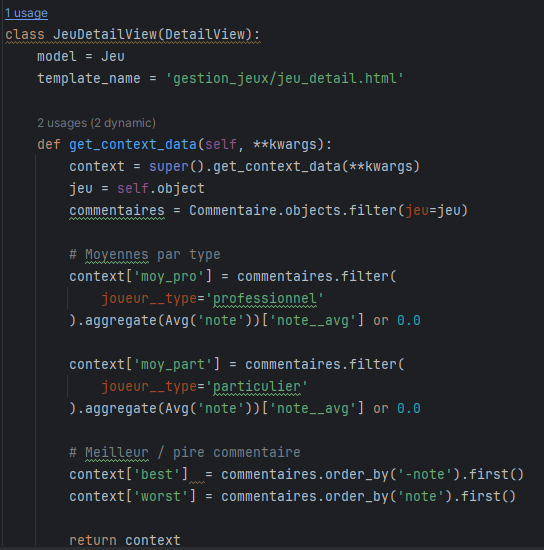 1 usage
class JeuDetailView(DetailView):
    model = Jeu
    template_name = 'gestion_jeux/jeu_detail.html'

    2 usages (2 dynamic)
    def get_context_data(self, **kwargs):
        context = super().get_context_data(**kwargs)
        jeu = self.object
        commentaires = Commentaire.objects.filter(jeu=jeu)

        # Moyennes par type
        context['moy_pro'] = commentaires.filter(
            joueur__type='professionnel'
        ).aggregate(Avg('note'))['note__avg'] or 0.0

        context['moy_part'] = commentaires.filter(
            joueur__type='particulier'
        ).aggregate(Avg('note'))['note__avg'] or 0.0

        # Meilleur / pire commentaire
        context['best']  = commentaires.order_by('-note').first()
        context['worst'] = commentaires.order_by('note').first()

        return context